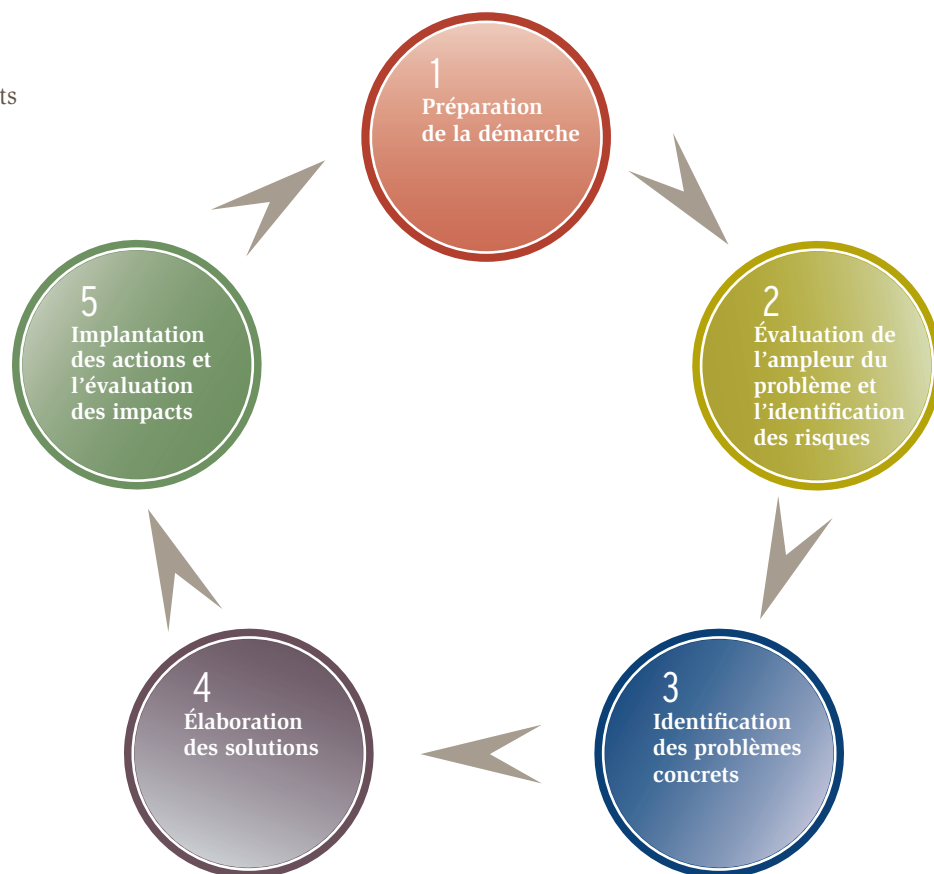 ts
1
Préparation
de la démarche
2
Évaluation de
l'ampleur du
problème et
l'identification
des risques
3
Identification
des problèmes
concrets
4
Élaboration
des solutions
5
Implantation
des actions et
l'évaluation
des impacts